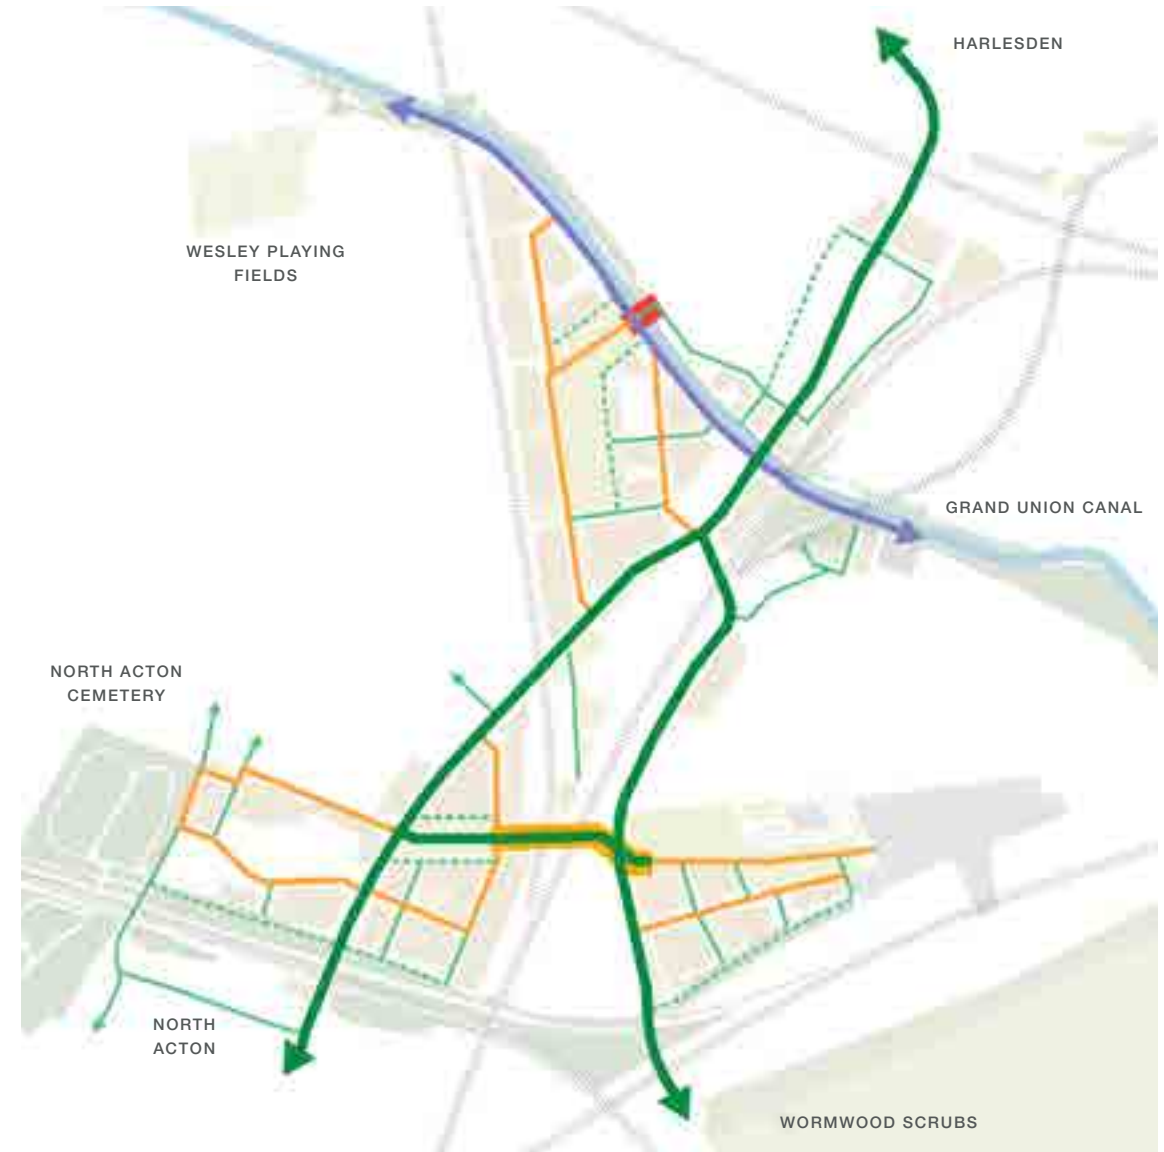 HARLESDEN
WESLEY PLAYING
FIELDS
GRAND UNION CANAL
NORTH ACTON
CEMETERY
NORTH
ACTON
WORMWOOD SCRUBS